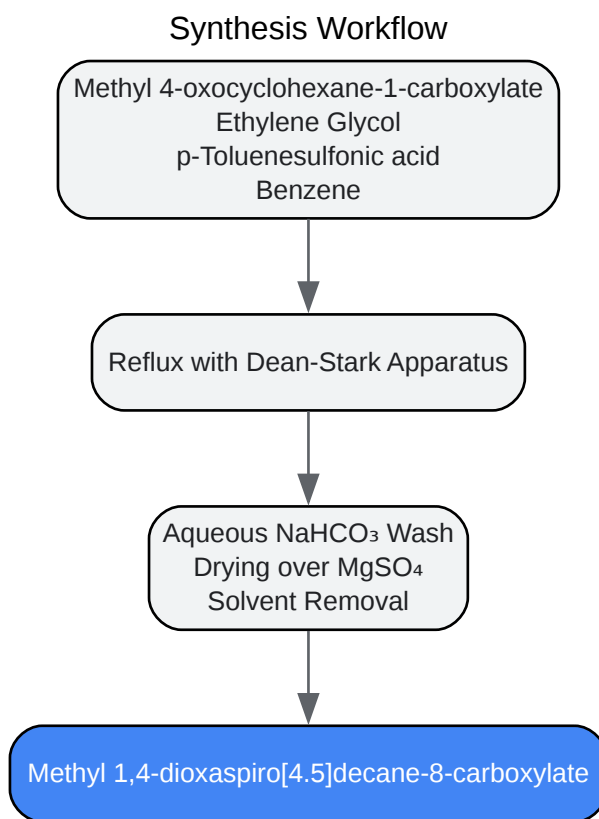 Synthesis Workflow
Methyl 4-oxocyclohexane-1-carboxylate
Ethylene Glycol
p-Toluenesulfonic acid
Benzene
Reflux with Dean-Stark Apparatus
Aqueous NaHCO₃ Wash
Drying over MgSO₄
Solvent Removal
Methyl 1,4-dioxaspiro[4.5]decane-8-carboxylate